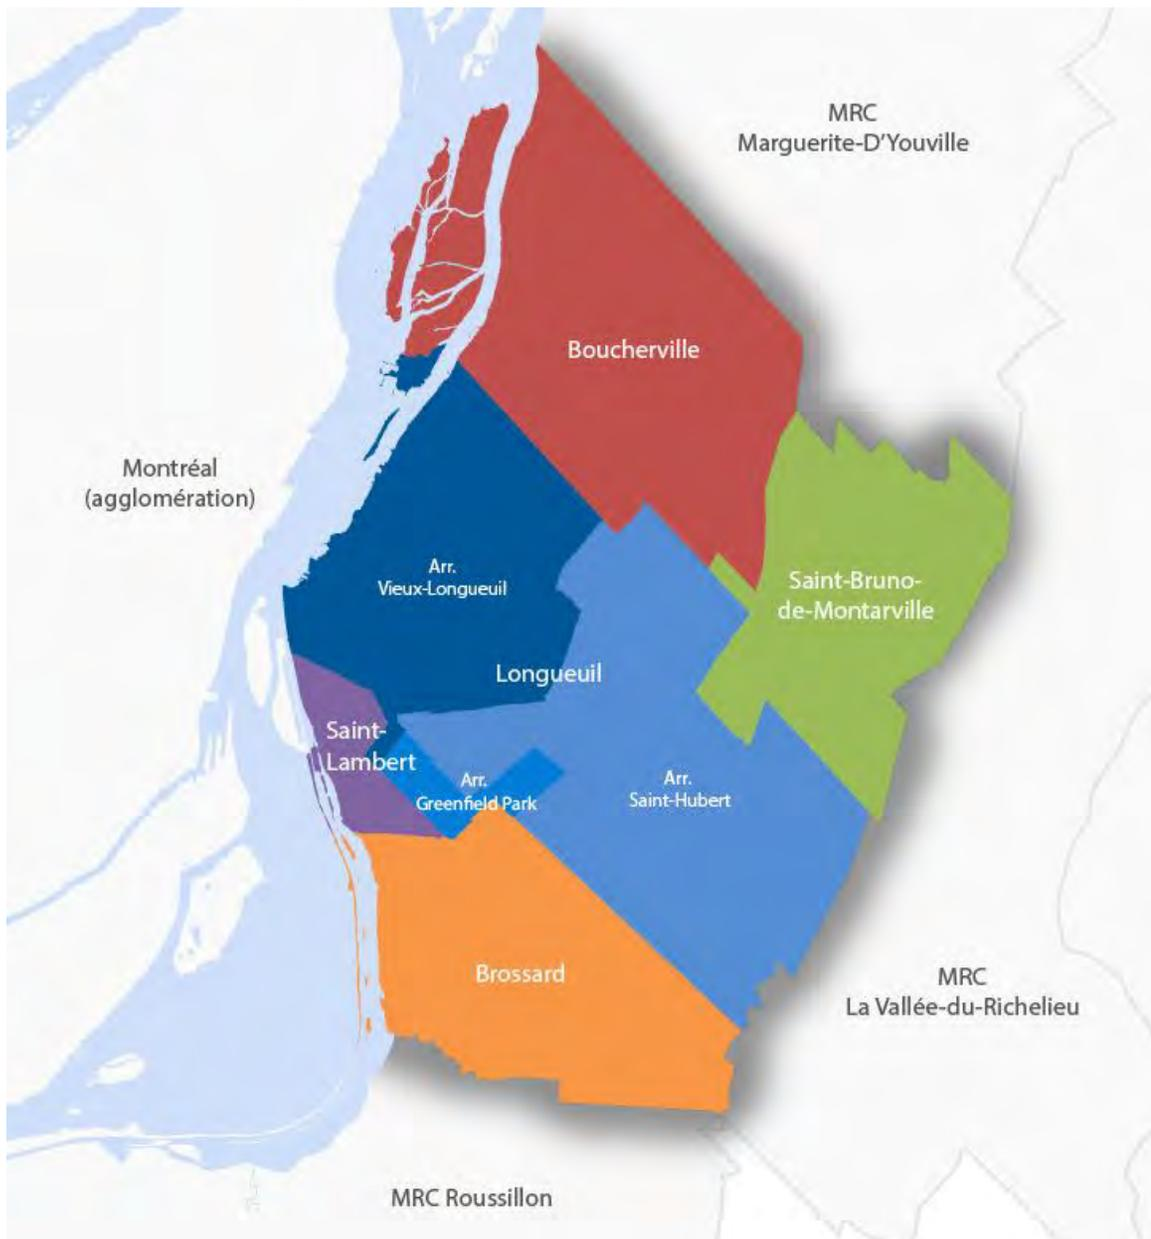 MRC
Marguerite-D'Youville
Boucherville
Montréal
(agglomération)
Arr.
Vieux-Longueuil
Saint-Bruno-
de-Montarville
Longueuil
Saint-
Lambert
Arr.
Greenfield Park
Arr.
Saint-Hubert
Brossard
MRC
La Vallée-du-Richelieu
MRC Roussillon